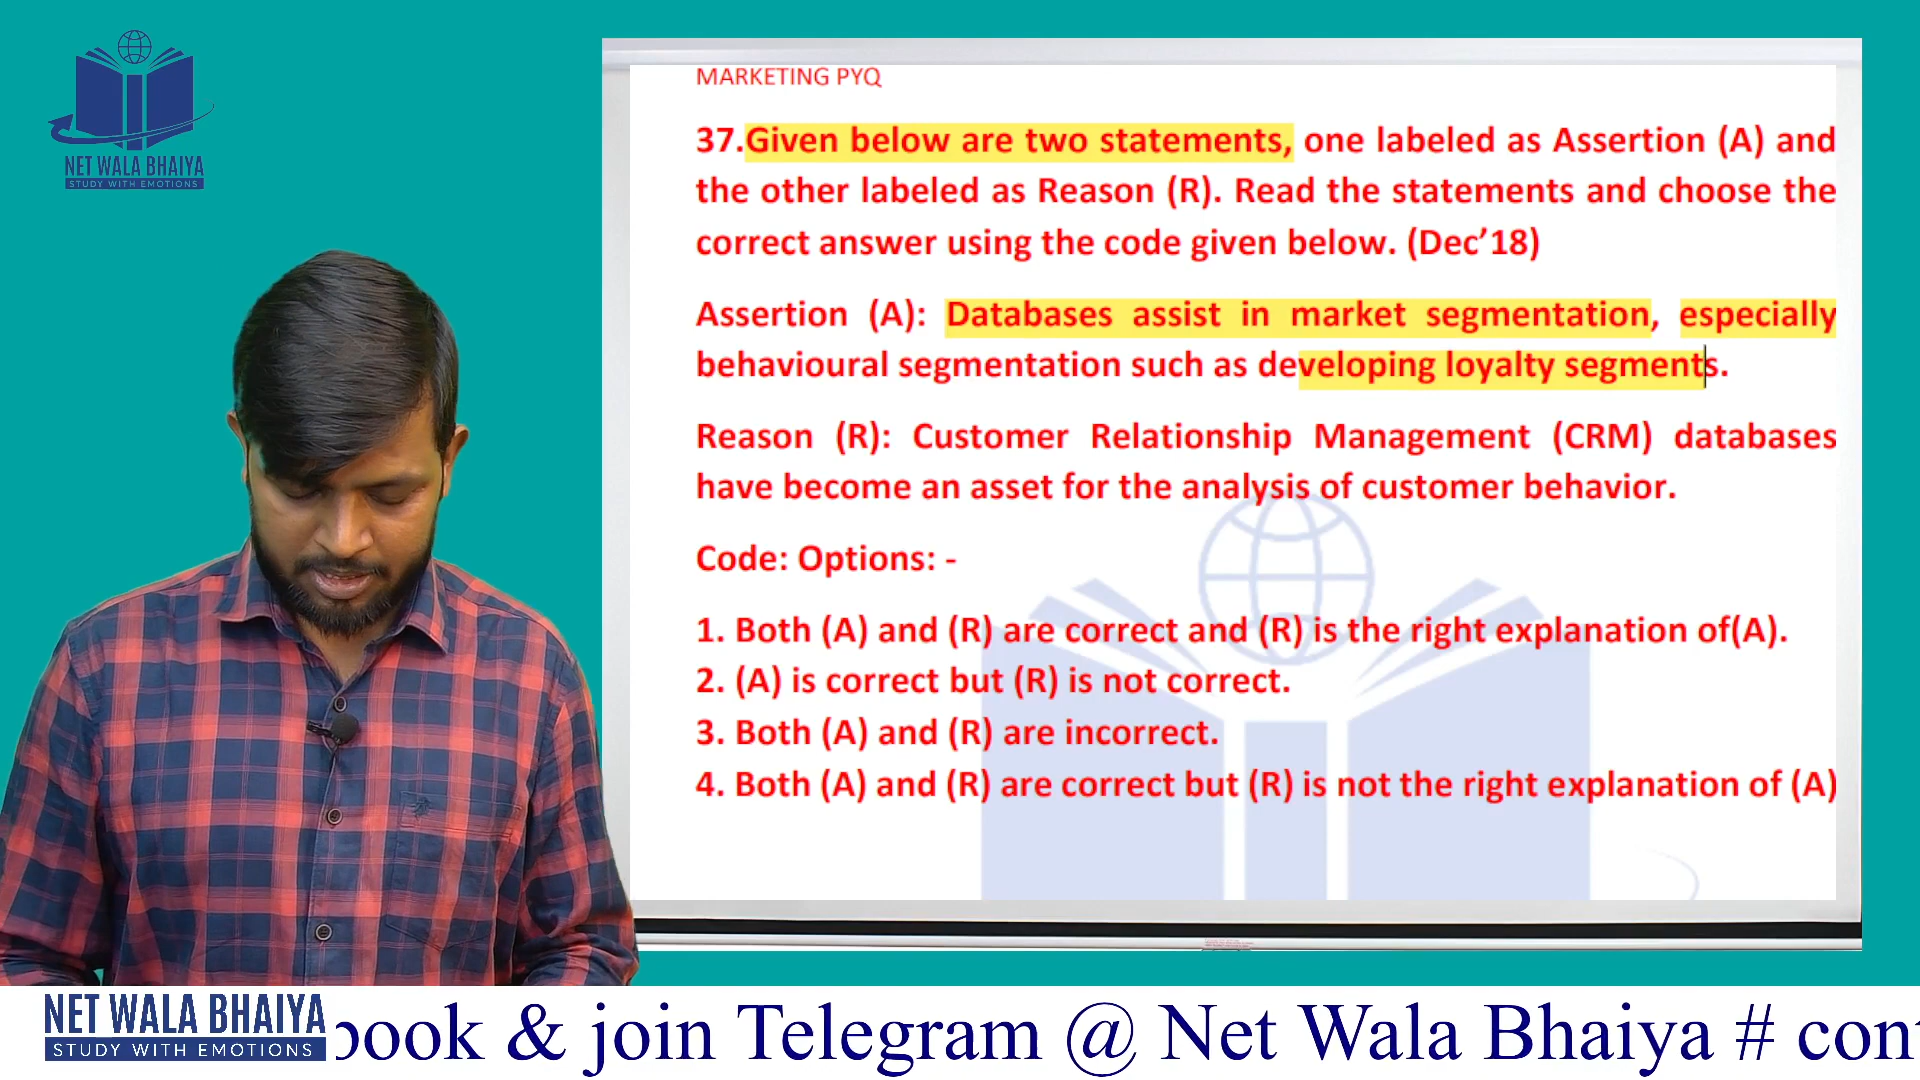 NET WALA BHAIYA
STUDY WITH EMOTIONS
MARKETING PYQ
37.Given below are two statements, one labeled as Assertion (A) and
the other labeled as Reason (R). Read the statements and choose the
correct answer using the code given below. (Dec’18)
Assertion (A): Databases assist in market segmentation, especially
behavioural segmentation such as developing loyalty segments.
Reason (R): Customer Relationship Management (CRM) databases
have become an asset for the analysis of customer behavior.
Code: Options: -
1. Both (A) and (R) are correct and (R) is the right explanation of(A).
2. (A) is correct but (R) is not correct.
3. Both (A) and (R) are incorrect.
4. Both (A) and (R) are correct but (R) is not the right explanation of (A)
NET WALA BHAIYA
STUDY WITH EMOTIONS
book & join Telegram @ Net Wala Bhaiya # con